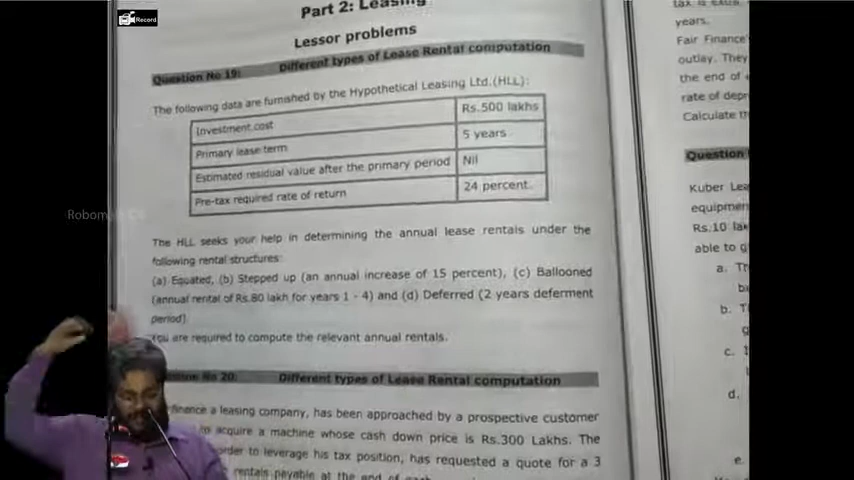 Record
Part 2: Leasing
Lessor problems
Question No 19: Different types of Lease Rental computation
The following data are furnished by the Hypothetical Leasing Ltd.(HLL):
Investment cost Rs.500 lakhs
Primary lease term 5 years
Estimated residual value after the primary period Nil
Pre-tax required rate of return 24 percent.
The HLL seeks your help in determining the annual lease rentals under the
following rental structures:
(a) Equated, (b) Stepped up (an annual increase of 15 percent), (c) Ballooned
(annual rental of Rs.80 lakh for years 1 - 4) and (d) Deferred (2 years deferment
period)
You are required to compute the relevant annual rentals.
No 20: Different types of Lease Rental computation
finance a leasing company, has been approached by a prospective customer
acquire a machine whose cash down price is Rs.300 Lakhs. The
order to leverage his tax position, has requested a quote for a 3
rentals payable at the end of each
years.
Fair Finance
outlay. They
the end of
rate of depr
Calculate th
Question
Kuber Lea
equipmen
Rs.10 lak
able to g
a. Th
b. T
c.
d.
e.